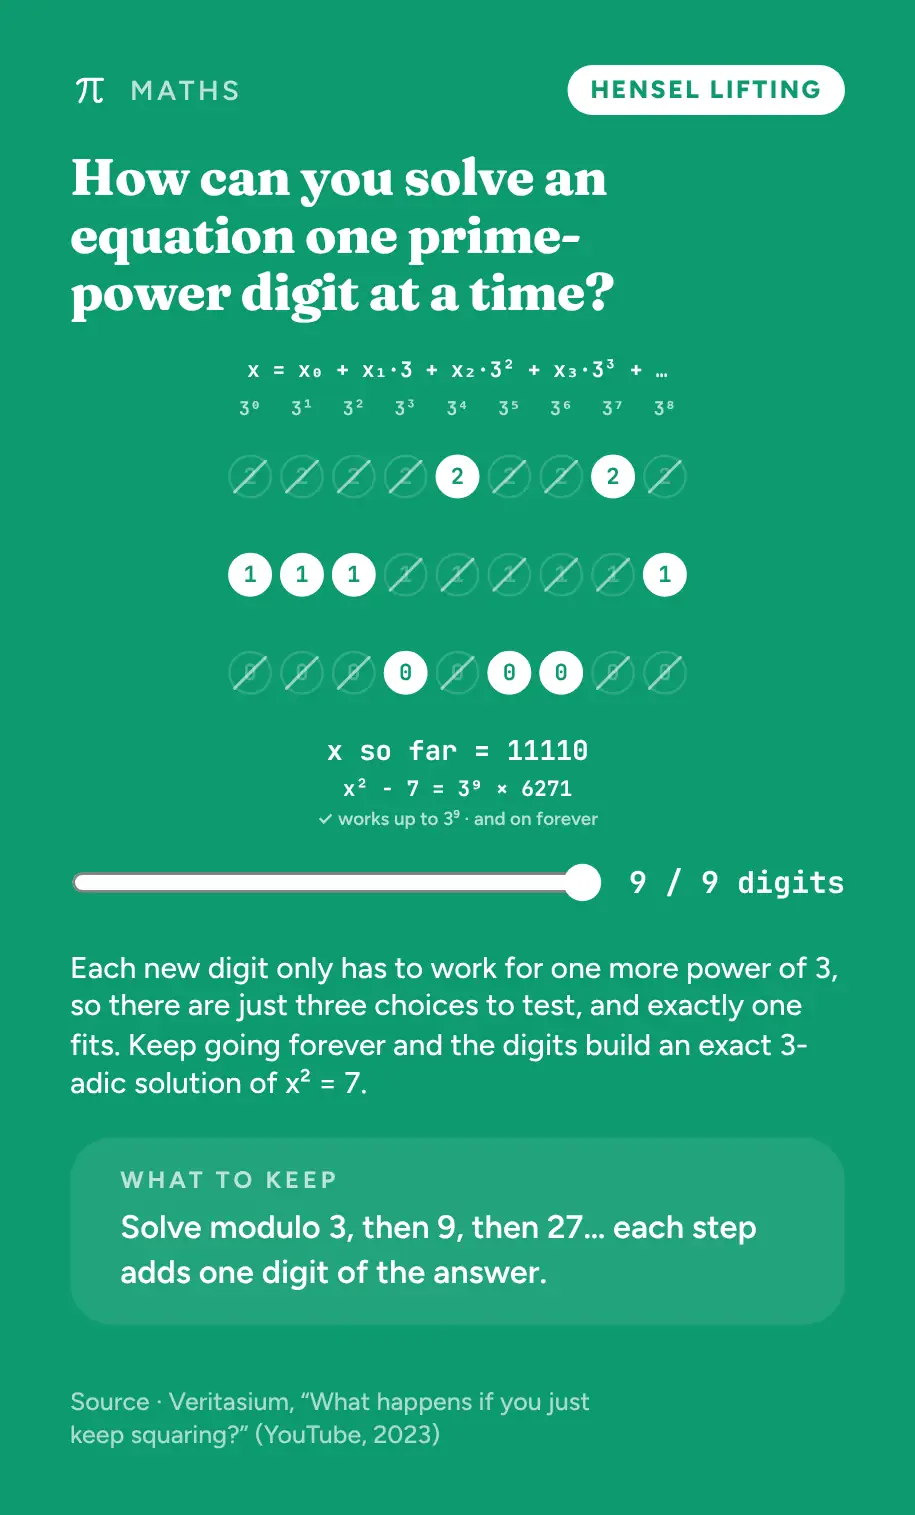 π MATHS
HENSEL LIFTING
How can you solve an
equation one prime-
power digit at a time?
x = x₀ + x₁·3 + x₂·3² + x₃·3³ + …
3⁰ 3¹ 3² 3³ 3⁴ 3⁵ 3⁶ 3⁷ 3⁸
2 2 2 2 2 2 2 2 2
1 1 1 1 1 1 1 1 1
0 0 0 0 0 0 0 0 0
x so far = 11110
x² - 7 = 3⁹ × 6271
✓ works up to 3⁹ · and on forever
9 / 9 digits
Each new digit only has to work for one more power of 3,
so there are just three choices to test, and exactly one
fits. Keep going forever and the digits build an exact 3-
adic solution of x² = 7.
WHAT TO KEEP
Solve modulo 3, then 9, then 27… each step
adds one digit of the answer.
Source · Veritasium, “What happens if you just
keep squaring?” (YouTube, 2023)